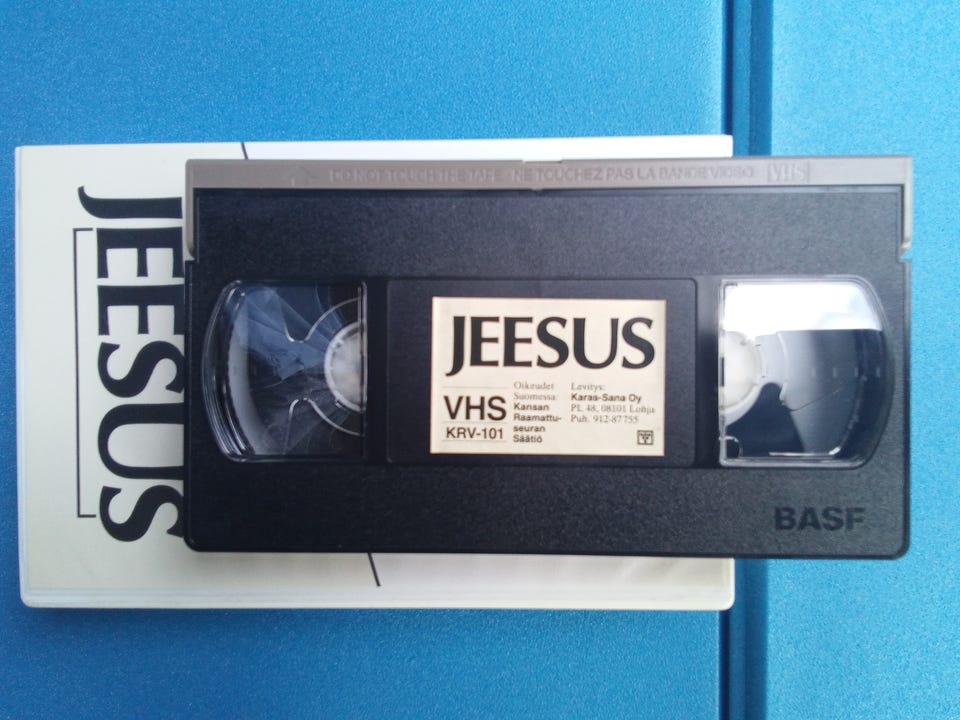 JEESUS
DO NOT TOUCH THE TAPE NE TOUCHEZ PAS LA BANDE VIDEO VHS
JEESUS
VHS
KRV-101
Oikeudet
Suomessa:
Kansan
Raamattu-
seuran
Säätiö
Levitys:
Karas-Sana Oy
PL 48, 08101 Lohja
Puh. 912-87755
BASF